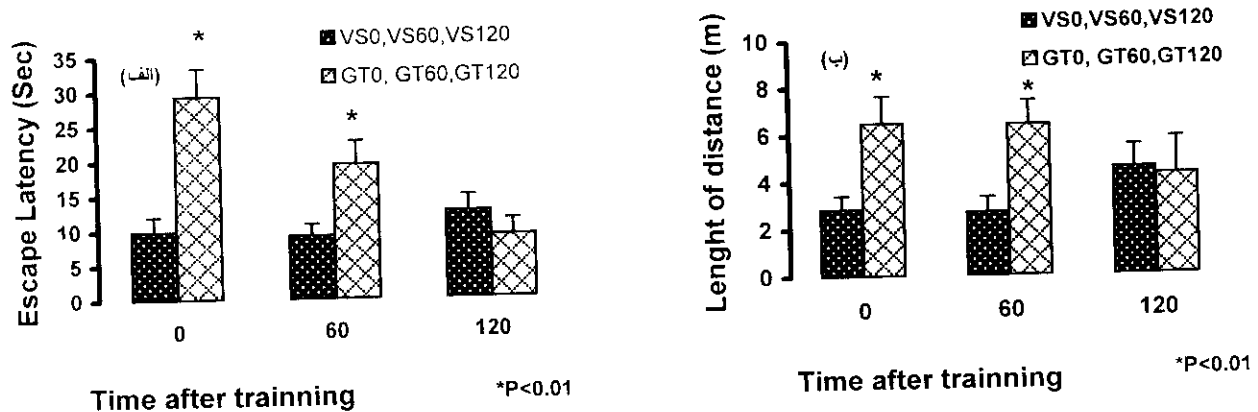 VS0,VS60,VS120
GT0, GT60,GT120
(الف)
Escape Latency (Sec)
35
30
25
20
15
10
5
0
*
*
0
60
120
Time after trainning
*P<0.01
VS0,VS60,VS120
GT0, GT60,GT120
(ب)
Lenght of distance (m)
10
8
6
4
2
0
*
*
0
60
120
Time after trainning
*P<0.01